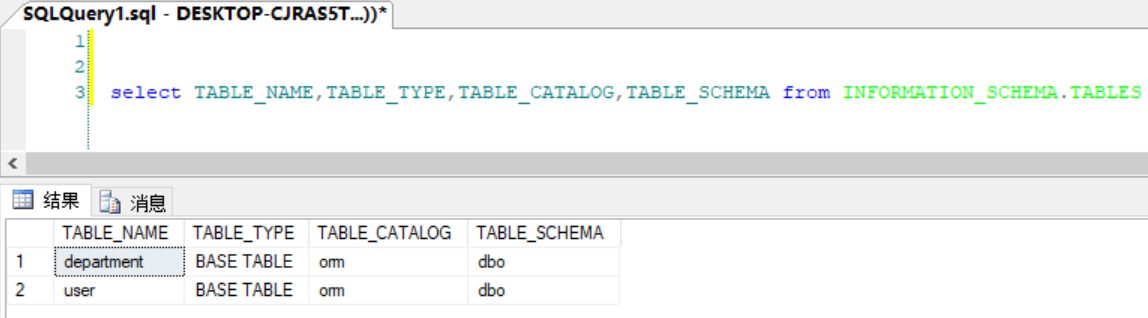 SQLQuery1.sql - DESKTOP-CJRAS5T...))*
1
2
3 select TABLE_NAME,TABLE_TYPE,TABLE_CATALOG,TABLE_SCHEMA from INFORMATION_SCHEMA.TABLES
结果 消息
TABLE_NAME TABLE_TYPE TABLE_CATALOG TABLE_SCHEMA
1 department BASE TABLE orm dbo
2 user BASE TABLE orm dbo